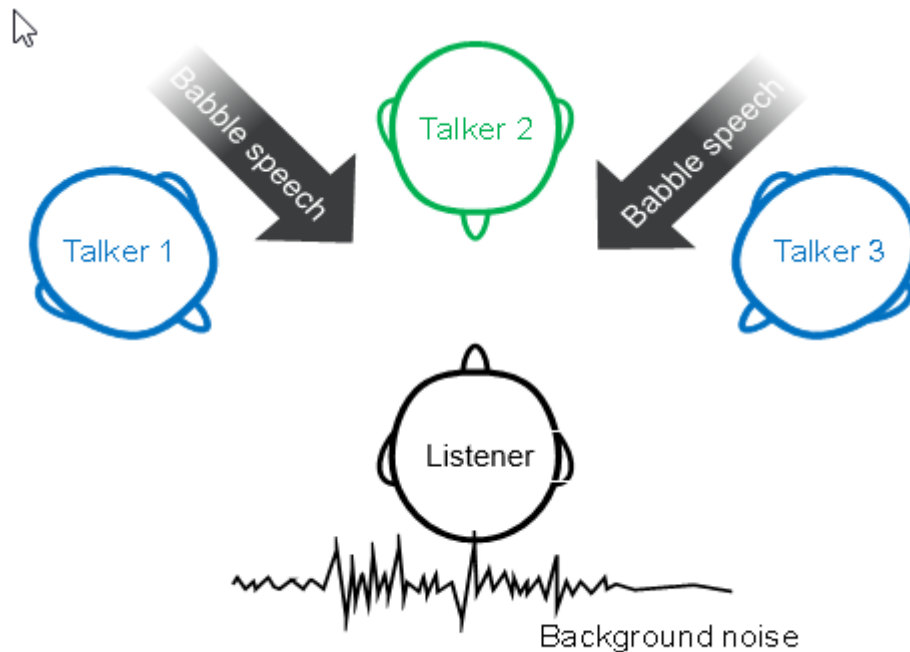 Babble speech
Talker 2
Babble speech
Talker 1
Talker 3
Listener
Background noise